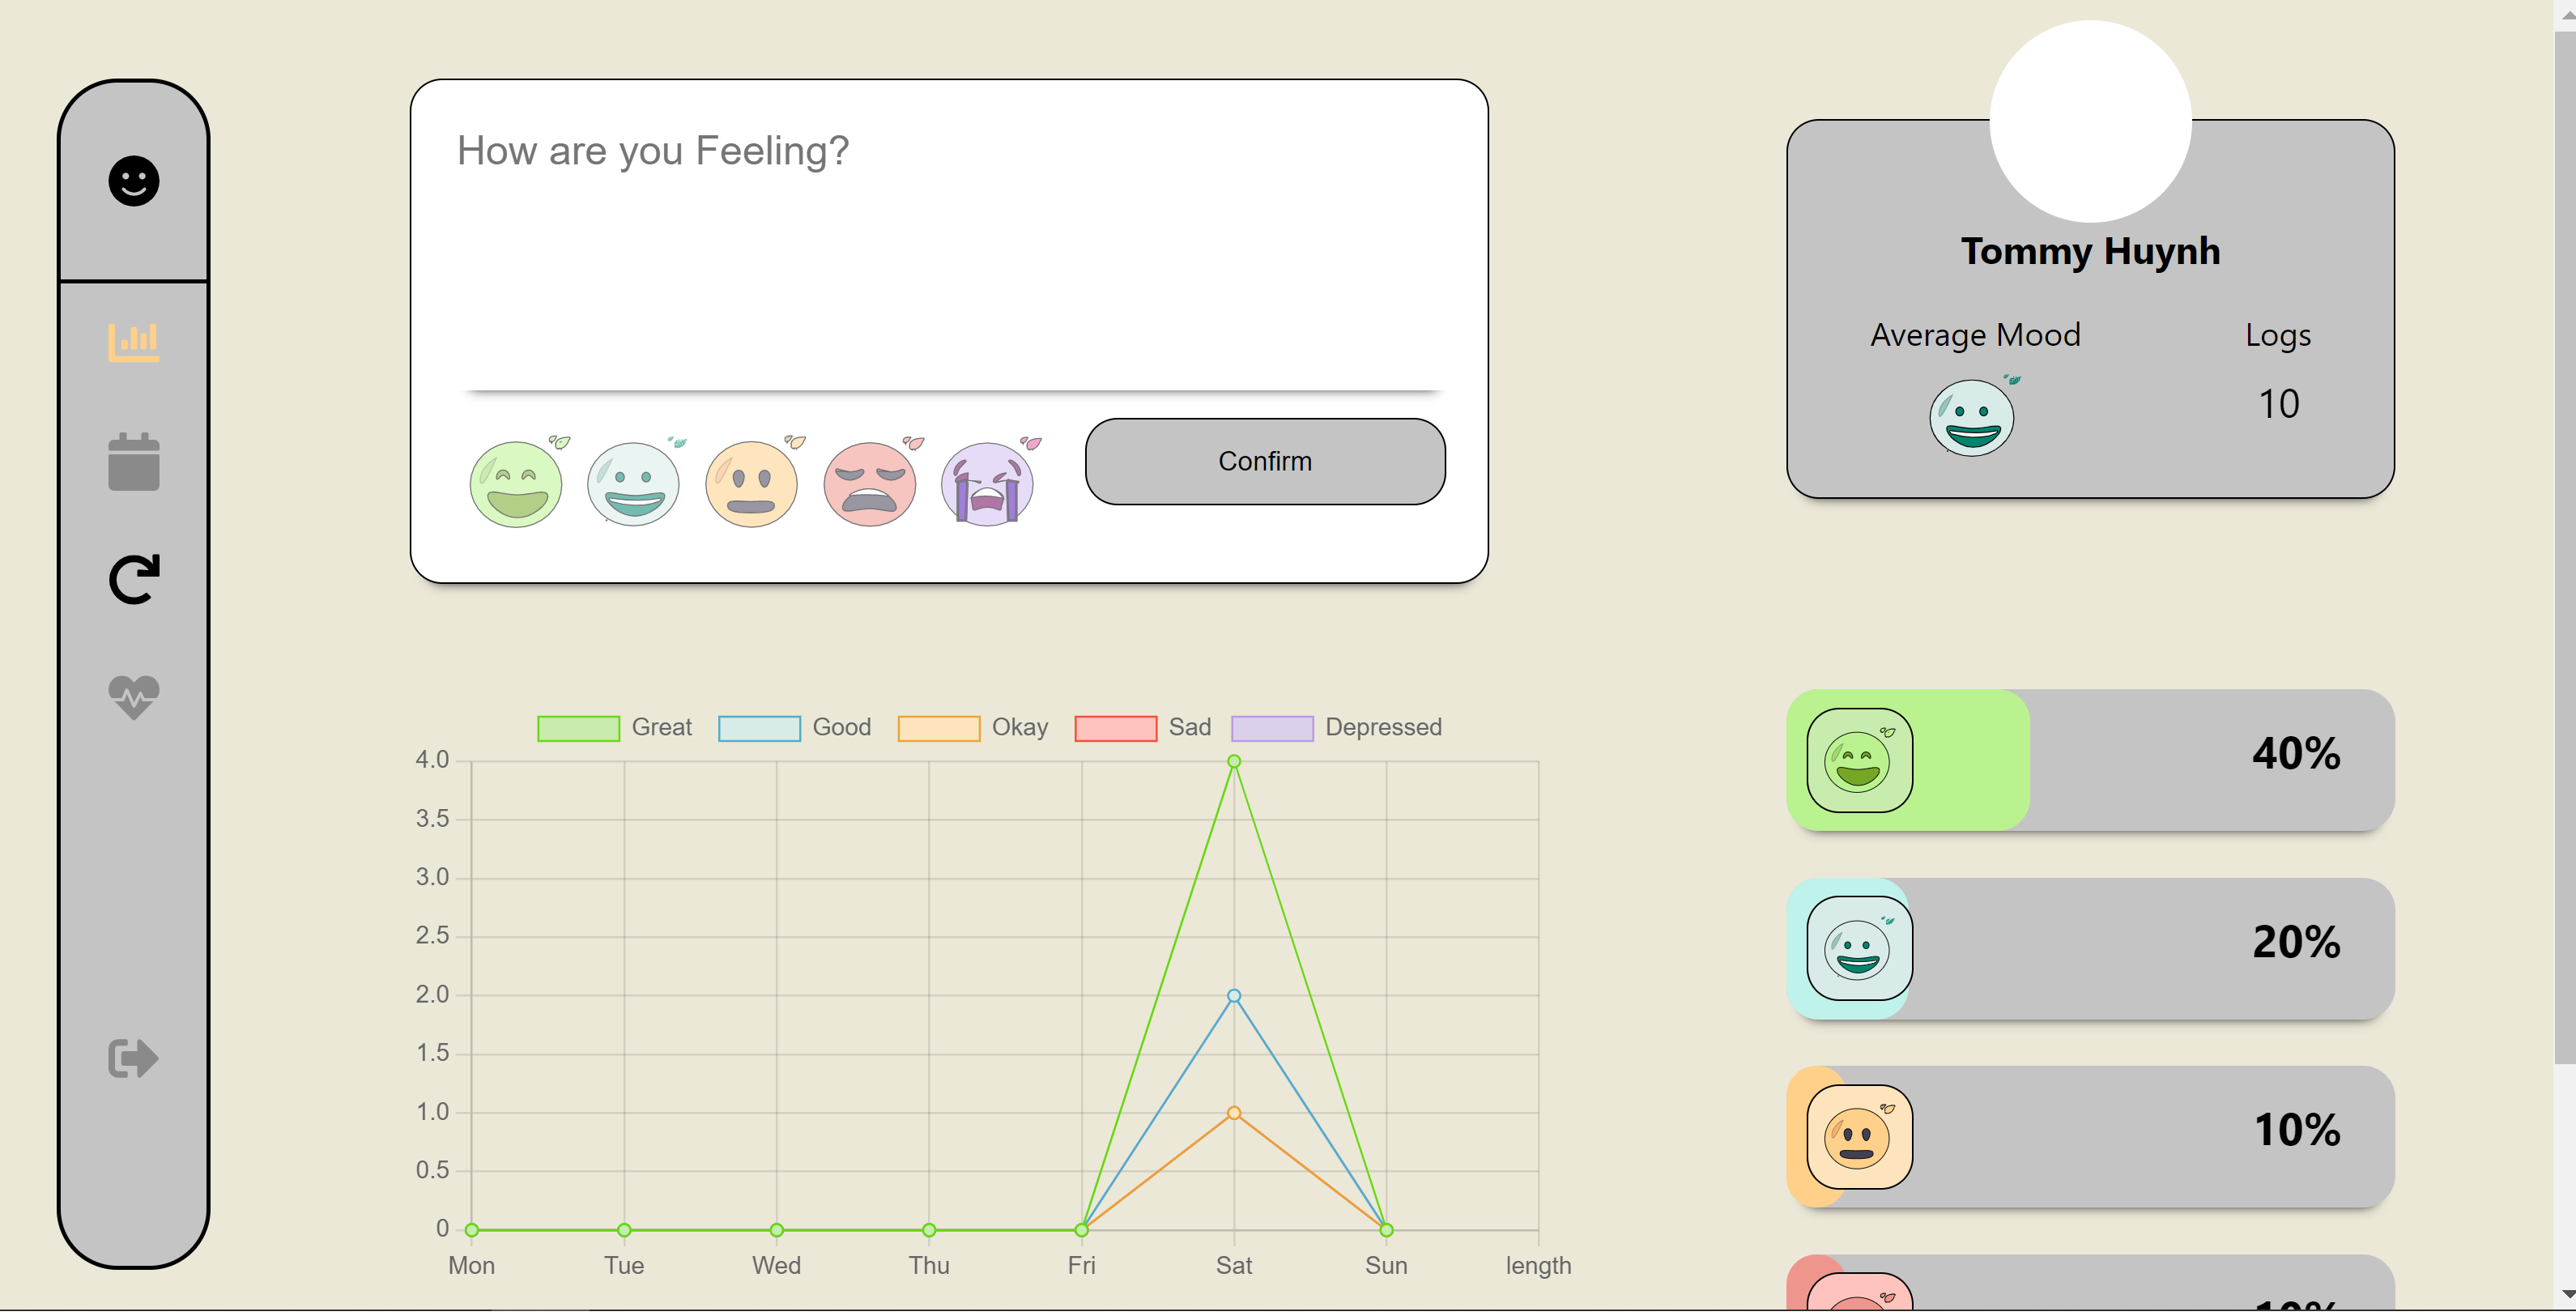 How are you Feeling?
Confirm
Tommy Huynh
Average Mood
Logs
10
Great
Good
Okay
Sad
Depressed
4.0
3.5
3.0
2.5
2.0
1.5
1.0
0.5
0
Mon
Tue
Wed
Thu
Fri
Sat
Sun
length
40%
20%
10%
10%